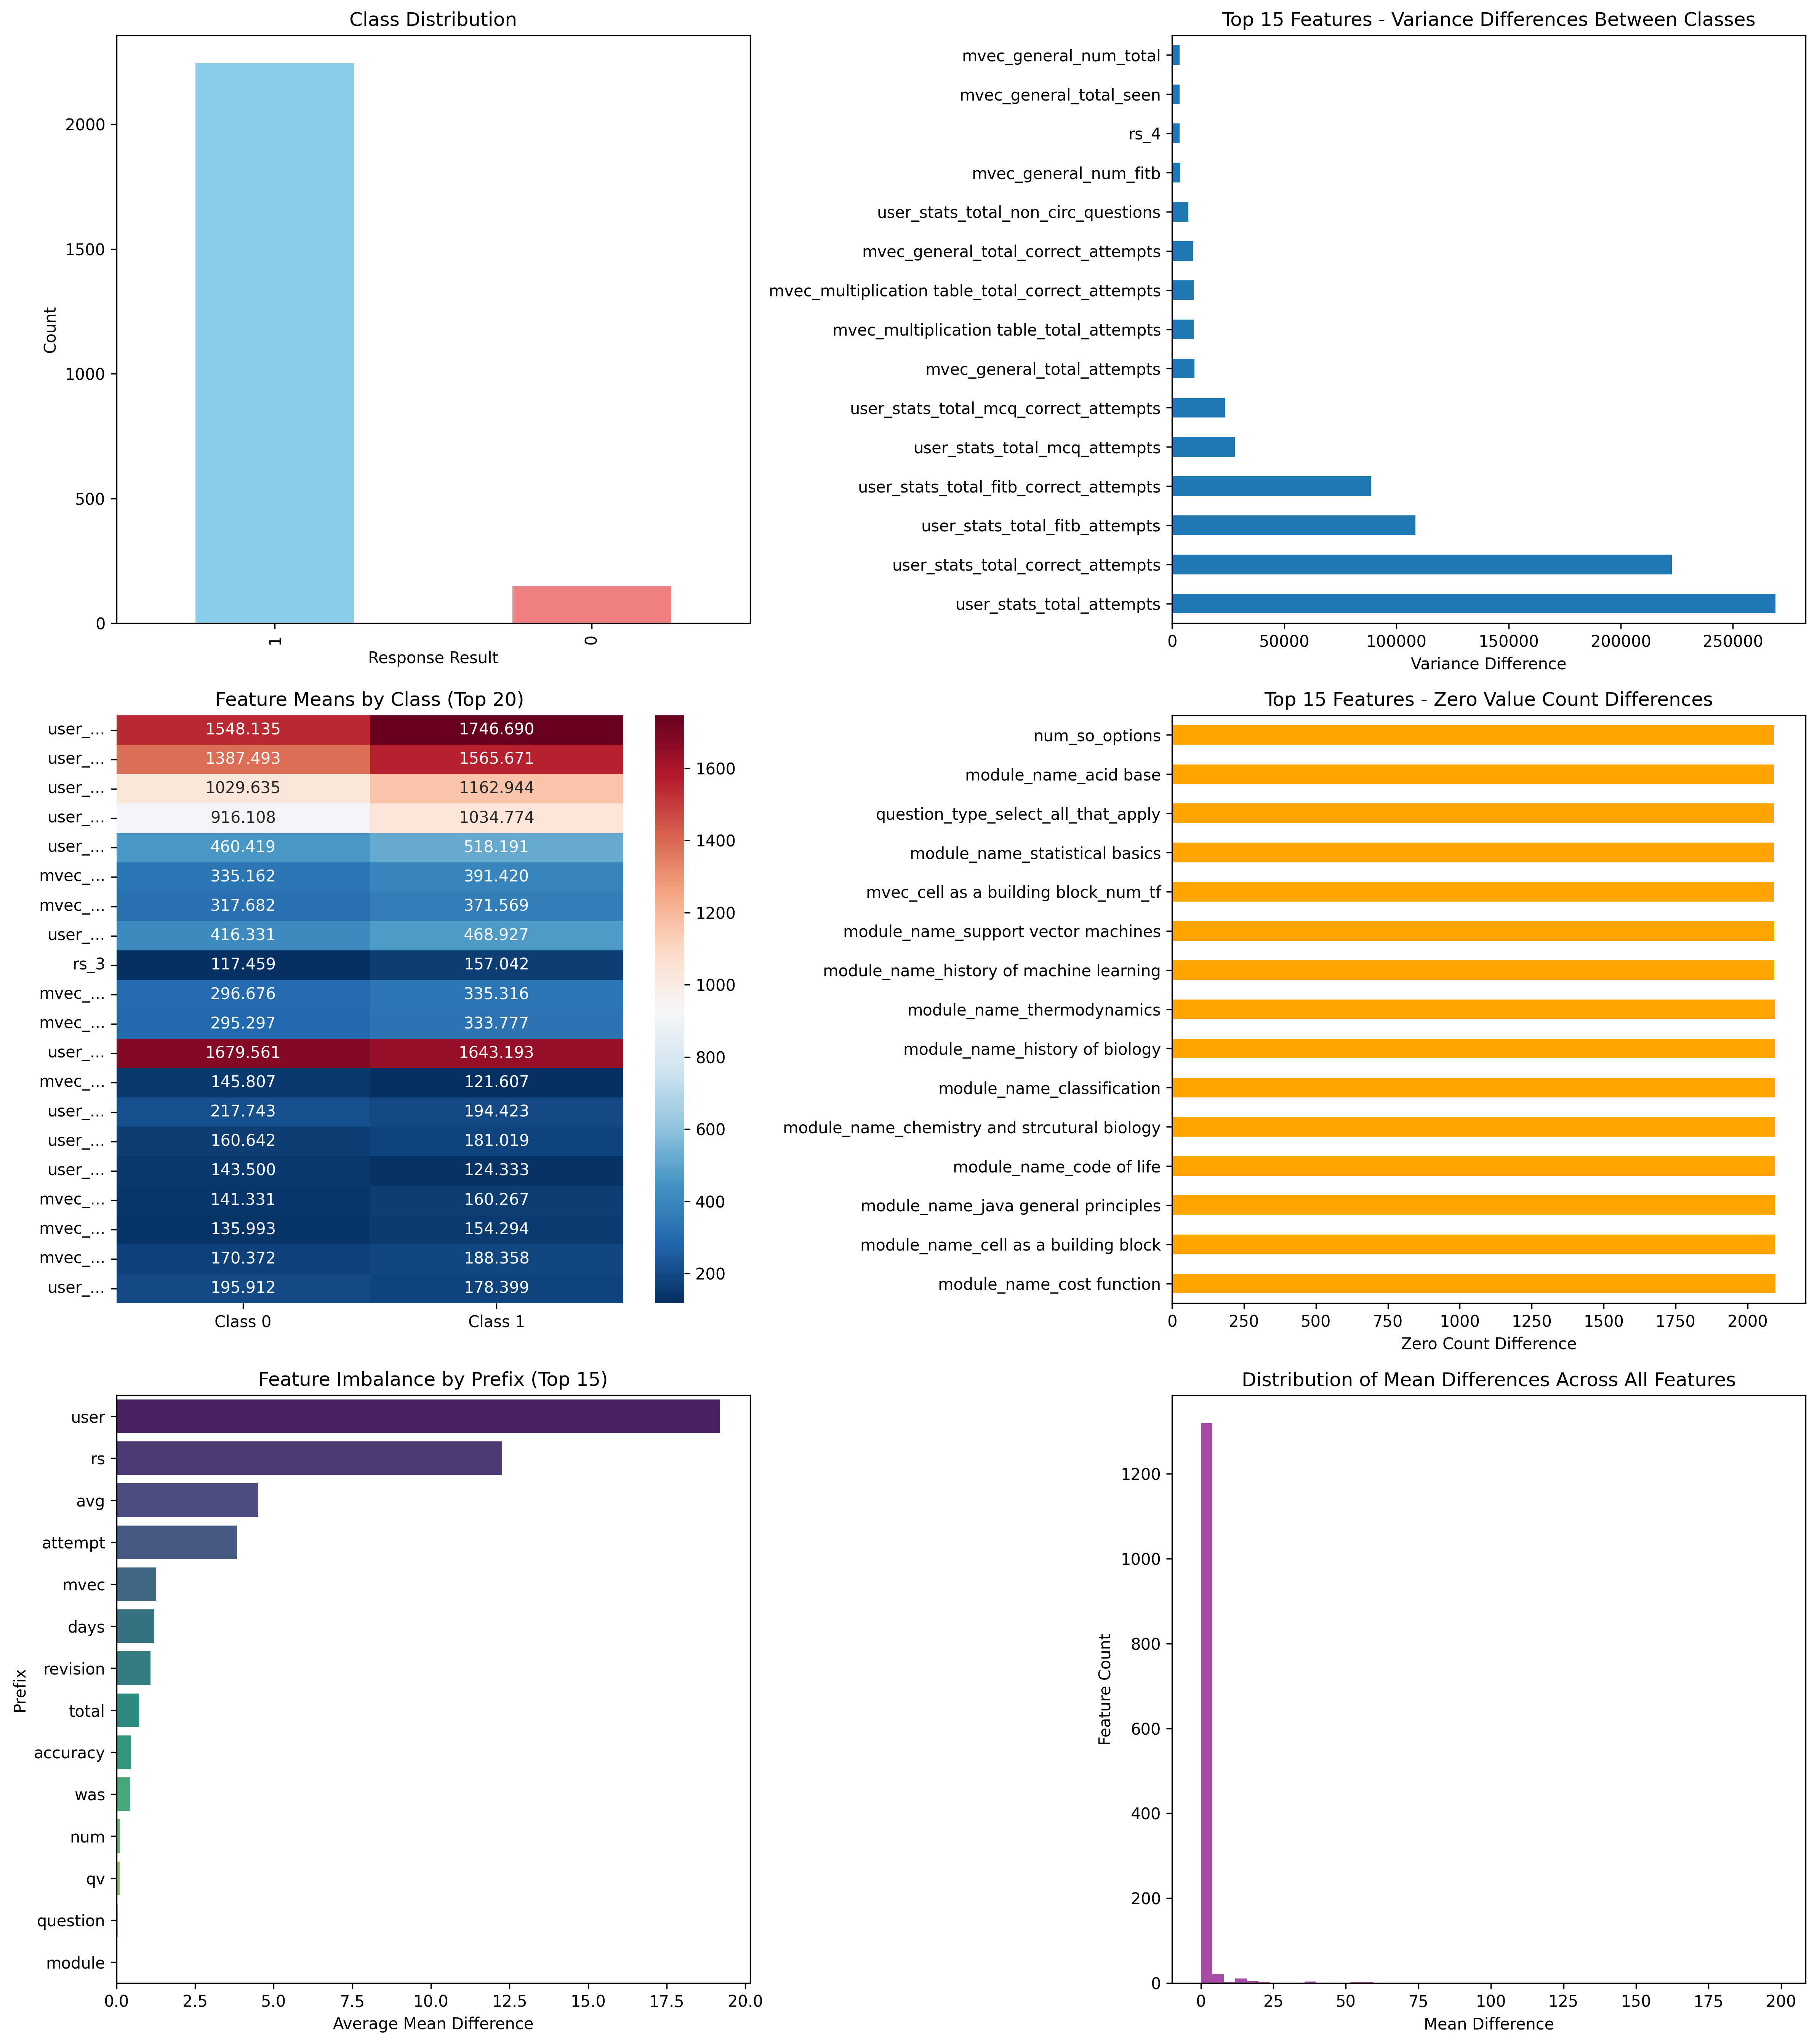 Class Distribution
Count
2000
1500
1000
500
0
1
0
Response Result
Top 15 Features - Variance Differences Between Classes
mvec_general_num_total
mvec_general_total_seen
rs_4
mvec_general_num_fitb
user_stats_total_non_circ_questions
mvec_general_total_correct_attempts
mvec_multiplication table_total_correct_attempts
mvec_multiplication table_total_attempts
mvec_general_total_attempts
user_stats_total_mcq_correct_attempts
user_stats_total_mcq_attempts
user_stats_total_fitb_correct_attempts
user_stats_total_fitb_attempts
user_stats_total_correct_attempts
user_stats_total_attempts
0 50000 100000 150000 200000 250000
Variance Difference
Feature Means by Class (Top 20)
user_... 1548.135 1746.690
user_... 1387.493 1565.671
user_... 1029.635 1162.944
user_... 916.108 1034.774
user_... 460.419 518.191
mvec_... 335.162 391.420
mvec_... 317.682 371.569
user_... 416.331 468.927
rs_3 117.459 157.042
mvec_... 296.676 335.316
mvec_... 295.297 333.777
user_... 1679.561 1643.193
mvec_... 145.807 121.607
user_... 217.743 194.423
user_... 160.642 181.019
user_... 143.500 124.333
mvec_... 141.331 160.267
mvec_... 135.993 154.294
mvec_... 170.372 188.358
user_... 195.912 178.399
Class 0 Class 1
1600
1400
1200
1000
800
600
400
200
Top 15 Features - Zero Value Count Differences
num_so_options
module_name_acid base
question_type_select_all_that_apply
module_name_statistical basics
mvec_cell as a building block_num_tf
module_name_support vector machines
module_name_history of machine learning
module_name_thermodynamics
module_name_history of biology
module_name_classification
module_name_chemistry and strcutural biology
module_name_code of life
module_name_java general principles
module_name_cell as a building block
module_name_cost function
0 250 500 750 1000 1250 1500 1750 2000
Zero Count Difference
Feature Imbalance by Prefix (Top 15)
Prefix
user
rs
avg
attempt
mvec
days
revision
total
accuracy
was
num
qv
question
module
0.0 2.5 5.0 7.5 10.0 12.5 15.0 17.5 20.0
Average Mean Difference
Distribution of Mean Differences Across All Features
Feature Count
1200
1000
800
600
400
200
0
0 25 50 75 100 125 150 175 200
Mean Difference